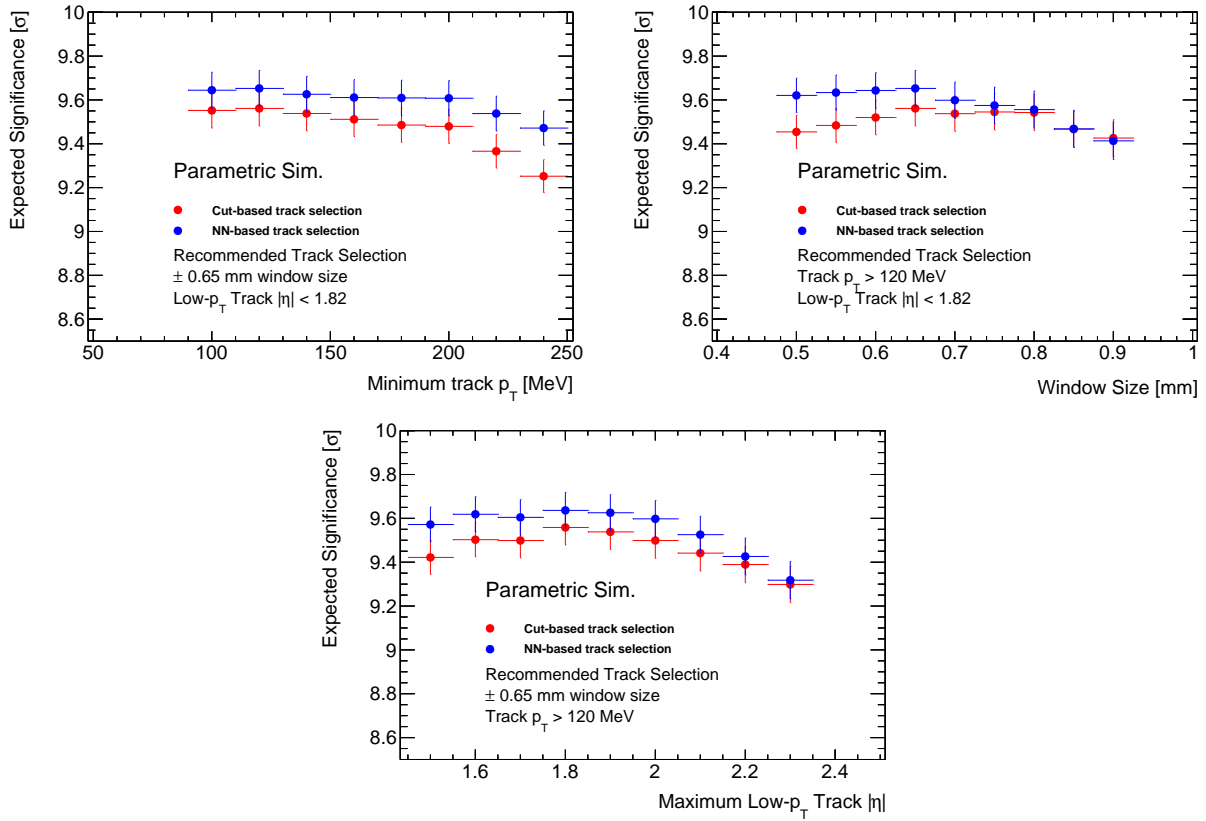 Expected Significance [σ]
10
9.8
9.6
9.4
9.2
9
8.8
8.6
Parametric Sim.
Cut-based track selection
NN-based track selection
Recommended Track Selection
± 0.65 mm window size
Low-p_T Track |η| < 1.82
50 100 150 200 250
Minimum track p_T [MeV]
Expected Significance [σ]
10
9.8
9.6
9.4
9.2
9
8.8
8.6
Parametric Sim.
Cut-based track selection
NN-based track selection
Recommended Track Selection
Track p_T > 120 MeV
Low-p_T Track |η| < 1.82
0.4 0.5 0.6 0.7 0.8 0.9 1
Window Size [mm]
Expected Significance [σ]
10
9.8
9.6
9.4
9.2
9
8.8
8.6
Parametric Sim.
Cut-based track selection
NN-based track selection
Recommended Track Selection
± 0.65 mm window size
Track p_T > 120 MeV
1.6 1.8 2 2.2 2.4
Maximum Low-p_T Track |η|